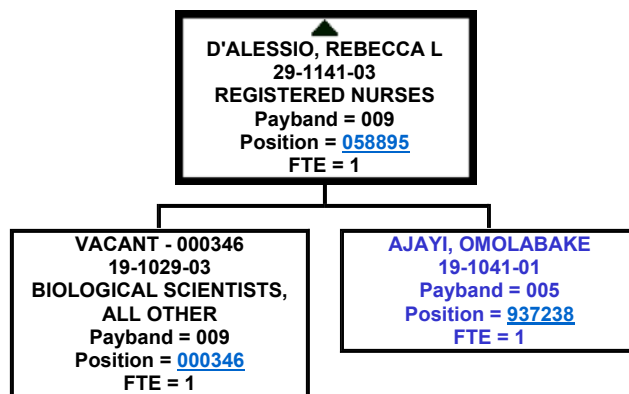 D'ALESSIO, REBECCA L
29-1141-03
REGISTERED NURSES
Payband = 009
Position = 058895
FTE = 1
VACANT - 000346
19-1029-03
BIOLOGICAL SCIENTISTS,
ALL OTHER
Payband = 009
Position = 000346
FTE = 1
AJAYI, OMOLABAKE
19-1041-01
Payband = 005
Position = 937238
FTE = 1